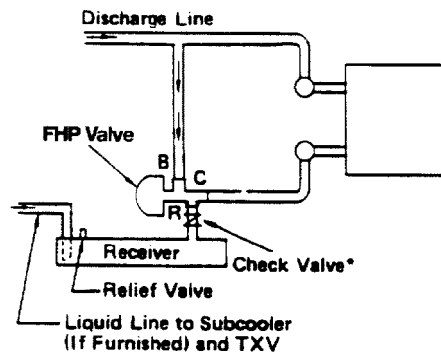 Discharge Line
FHP Valve
B
C
R
Receiver
Check Valve*
Relief Valve
Liquid Line to Subcooler
(If Furnished) and TXV